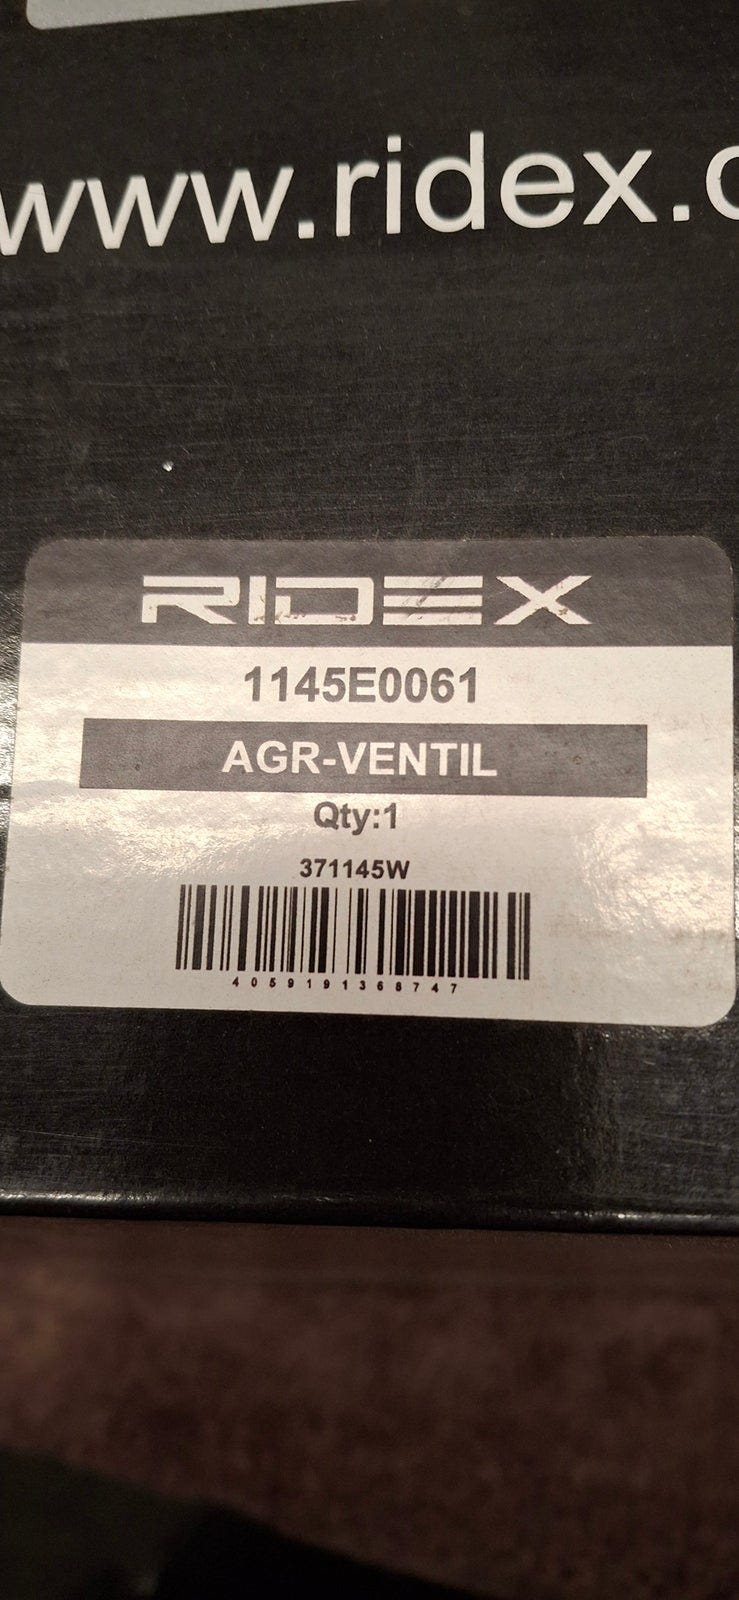 www.ridex.c
RIDEX
1145E0061
AGR-VENTIL
Qty:1
371145W
4059191368747